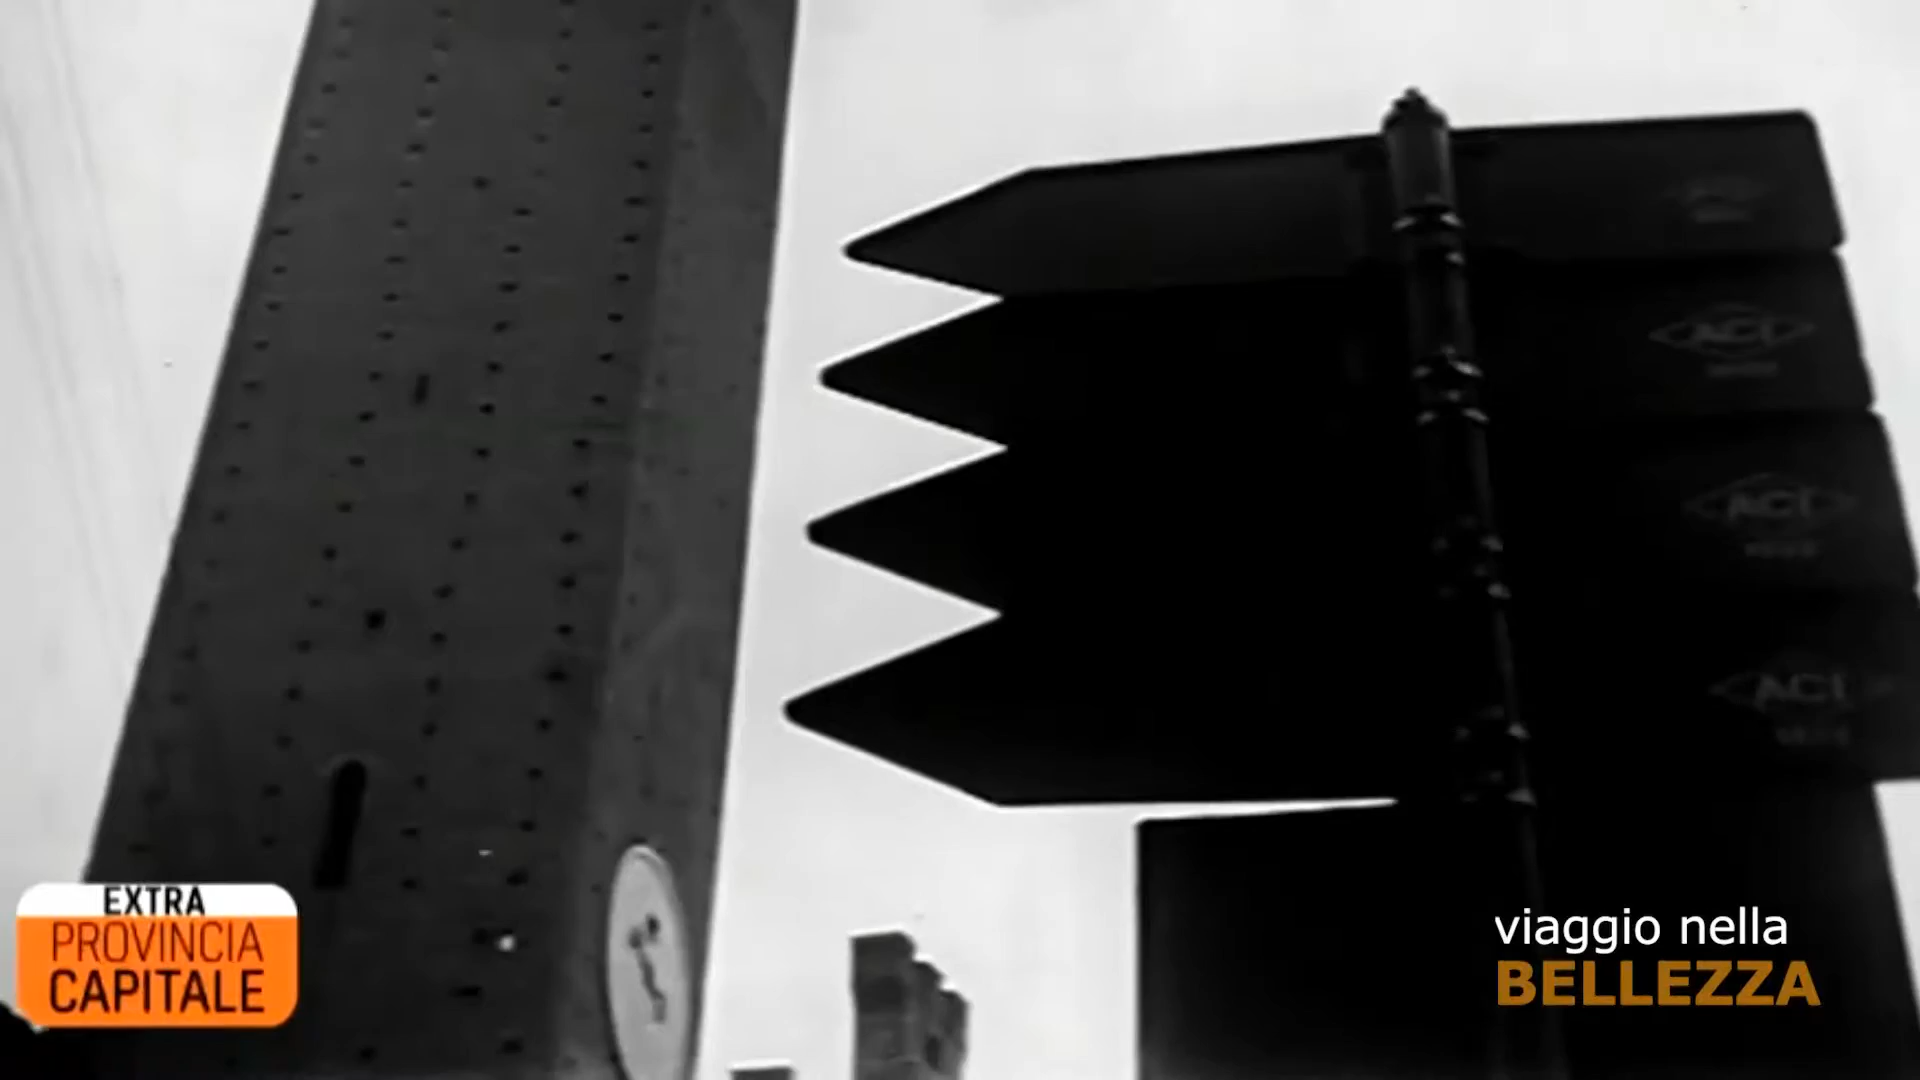 ACI
ACI
ACI
EXTRA
PROVINCIA
CAPITALE
viaggio nella
BELLEZZA